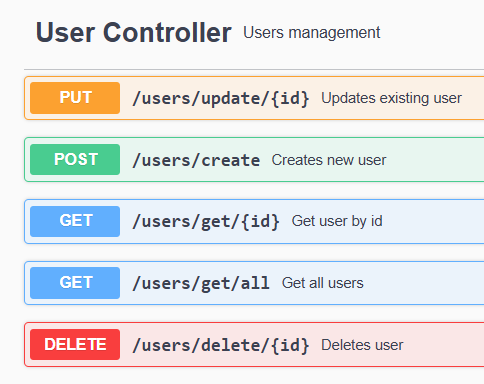 User Controller Users management
PUT /users/update/{id} Updates existing user
POST /users/create Creates new user
GET /users/get/{id} Get user by id
GET /users/get/all Get all users
DELETE /users/delete/{id} Deletes user